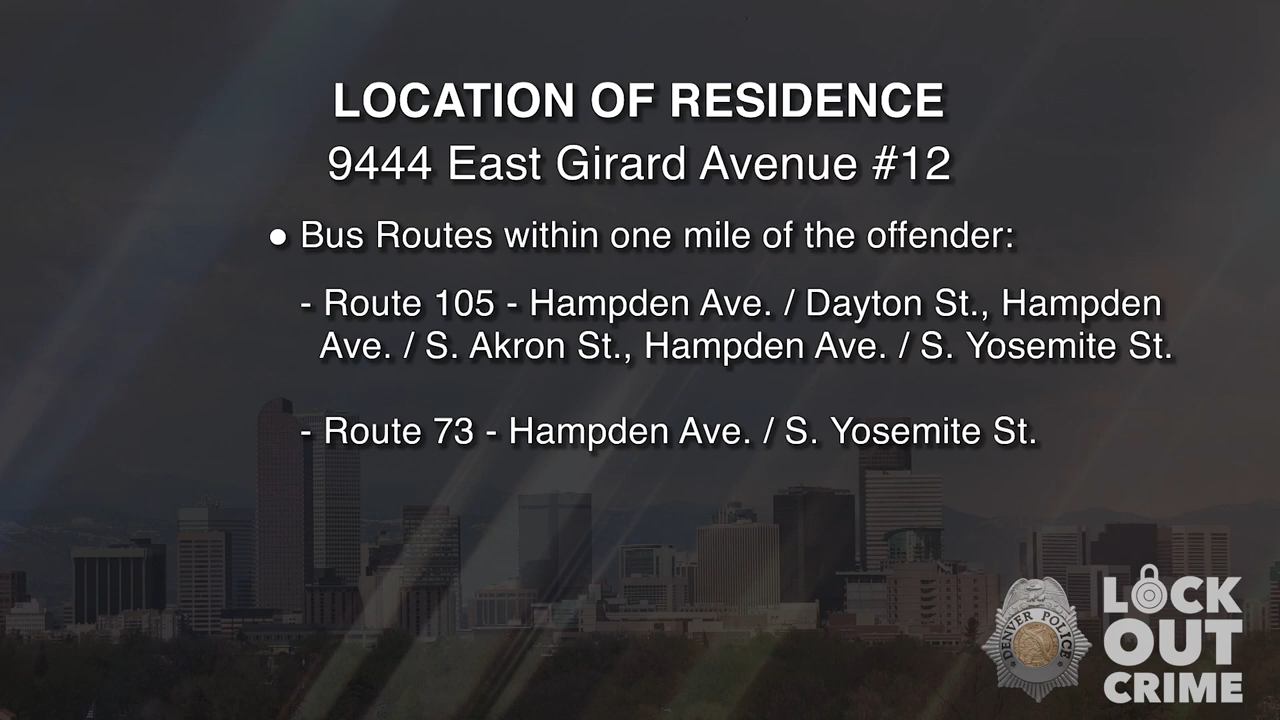 LOCATION OF RESIDENCE
9444 East Girard Avenue #12
● Bus Routes within one mile of the offender:
- Route 105 - Hampden Ave. / Dayton St., Hampden
Ave. / S. Akron St., Hampden Ave. / S. Yosemite St.
- Route 73 - Hampden Ave. / S. Yosemite St.
DENVER POLICE
LOCK
OUT
CRIME